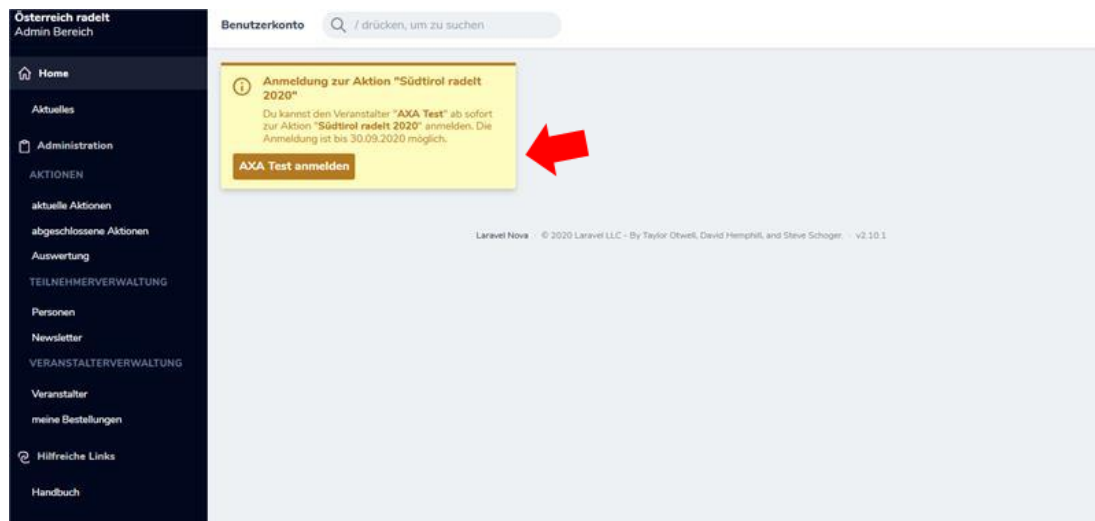 Österreich radelt
Admin Bereich
Benutzerkonto
/ drücken, um zu suchen
Home
Aktuelles
Administration
AKTIONEN
aktuelle Aktionen
abgeschlossene Aktionen
Auswertung
TEILNEHMERVERWALTUNG
Personen
Newsletter
VERANSTALTERVERWALTUNG
Veranstalter
meine Bestellungen
Hilfreiche Links
Handbuch
Anmeldung zur Aktion "Südtirol radelt
2020"
Du kannst den Veranstalter "AXA Test" ab sofort
zur Aktion "Südtirol radelt 2020" anmelden. Die
Anmeldung ist bis 30.09.2020 möglich.
AXA Test anmelden
Laravel Nova · © 2020 Laravel LLC - By Taylor Otwell, David Hemphill, and Steve Schoger. · v2.10.1